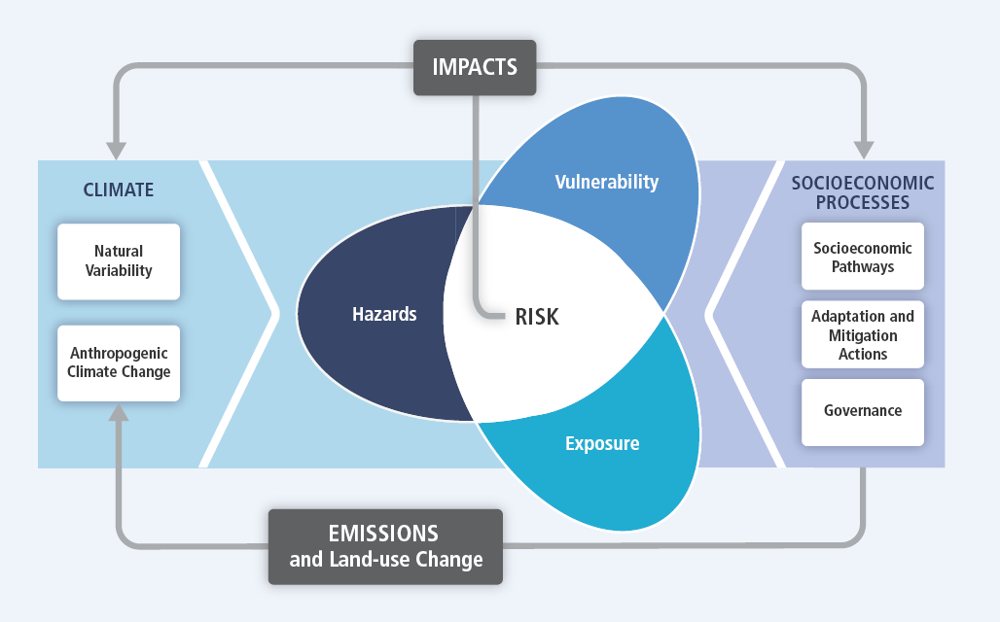 IMPACTS
CLIMATE
Natural
Variability
Anthropogenic
Climate Change
Vulnerability
Hazards
RISK
Exposure
SOCIOECONOMIC
PROCESSES
Socioeconomic
Pathways
Adaptation and
Mitigation
Actions
Governance
EMISSIONS
and Land-use Change